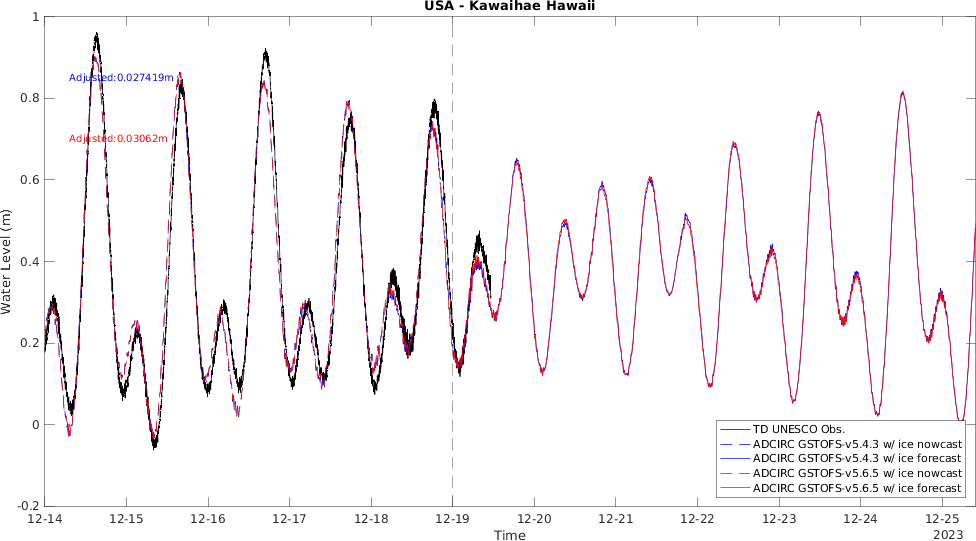 USA - Kawaihae Hawaii
1
0.8
0.6
0.4
0.2
0
-0.2
Water Level (m)
Adjusted:0.027419m
Adjusted:0.03062m
TD UNESCO Obs.
ADCIRC GSTOFS-v5.4.3 w/ ice nowcast
ADCIRC GSTOFS-v5.4.3 w/ ice forecast
ADCIRC GSTOFS-v5.6.5 w/ ice nowcast
ADCIRC GSTOFS-v5.6.5 w/ ice forecast
12-14 12-15 12-16 12-17 12-18 12-19 12-20 12-21 12-22 12-23 12-24 12-25
2023
Time